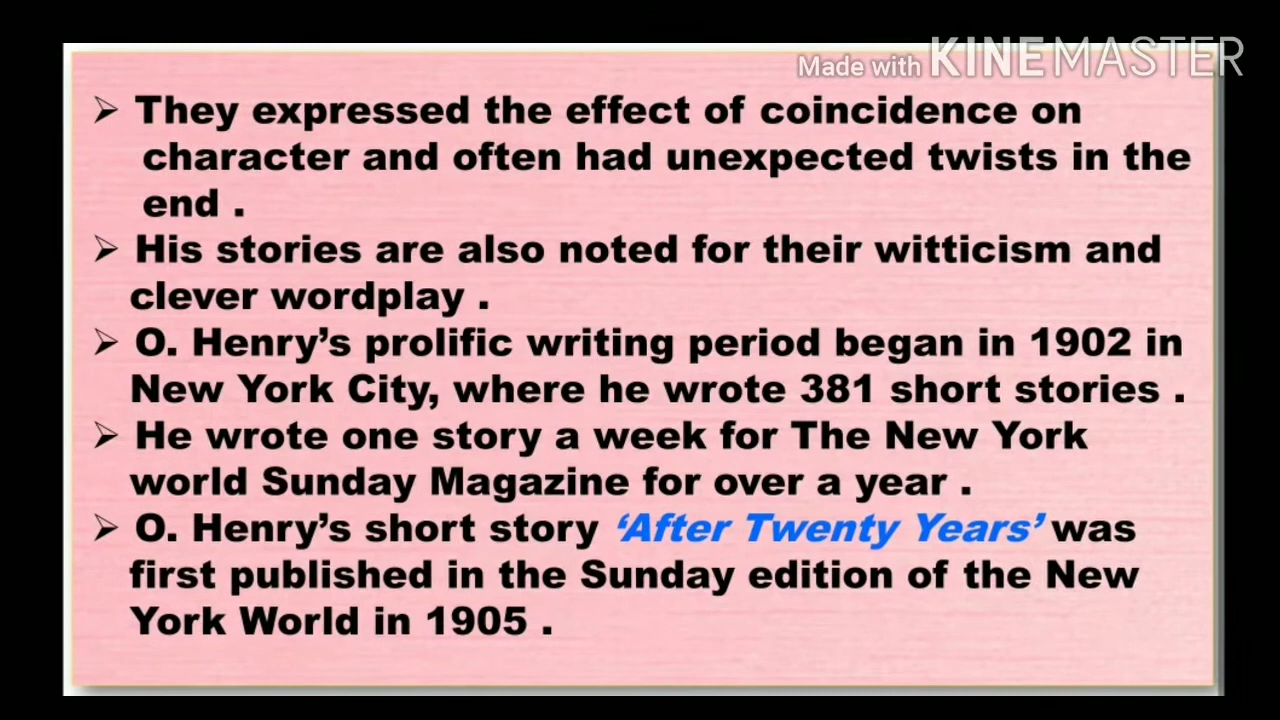 Made with KINEMASTER
➢ They expressed the effect of coincidence on
character and often had unexpected twists in the
end .
➢ His stories are also noted for their witticism and
clever wordplay .
➢ O. Henry’s prolific writing period began in 1902 in
New York City, where he wrote 381 short stories .
➢ He wrote one story a week for The New York
world Sunday Magazine for over a year .
➢ O. Henry’s short story ‘After Twenty Years’ was
first published in the Sunday edition of the New
York World in 1905 .